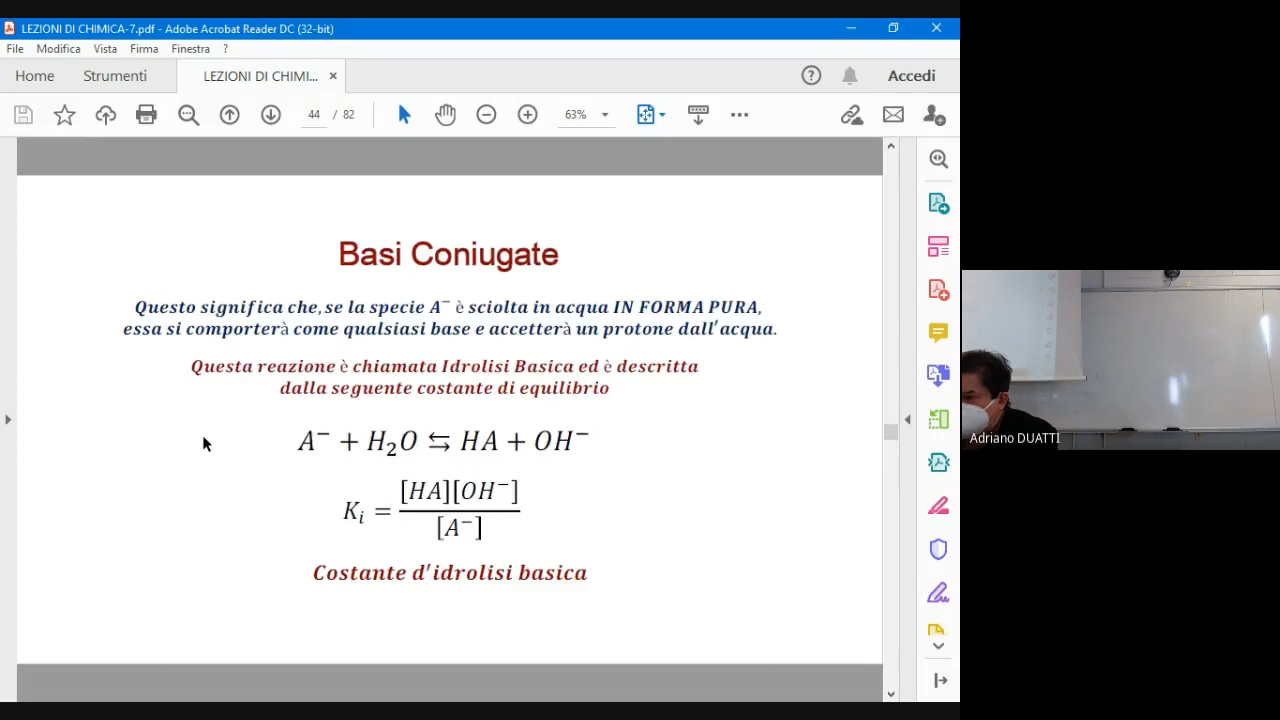 LEZIONI DI CHIMICA-7.pdf - Adobe Acrobat Reader DC (32-bit)
File Modifica Vista Firma Finestra ?
Home Strumenti LEZIONI DI CHIMI... × Accedi
44 / 82 63%
Basi Coniugate
Questo significa che, se la specie A⁻ è sciolta in acqua IN FORMA PURA,
essa si comporterà come qualsiasi base e accetterà un protone dall'acqua.
Questa reazione è chiamata Idrolisi Basica ed è descritta
dalla seguente costante di equilibrio
A⁻ + H₂O ⇆ HA + OH⁻
Kᵢ = [HA][OH⁻] / [A⁻]
Costante d'idrolisi basica
Adriano DUATTI